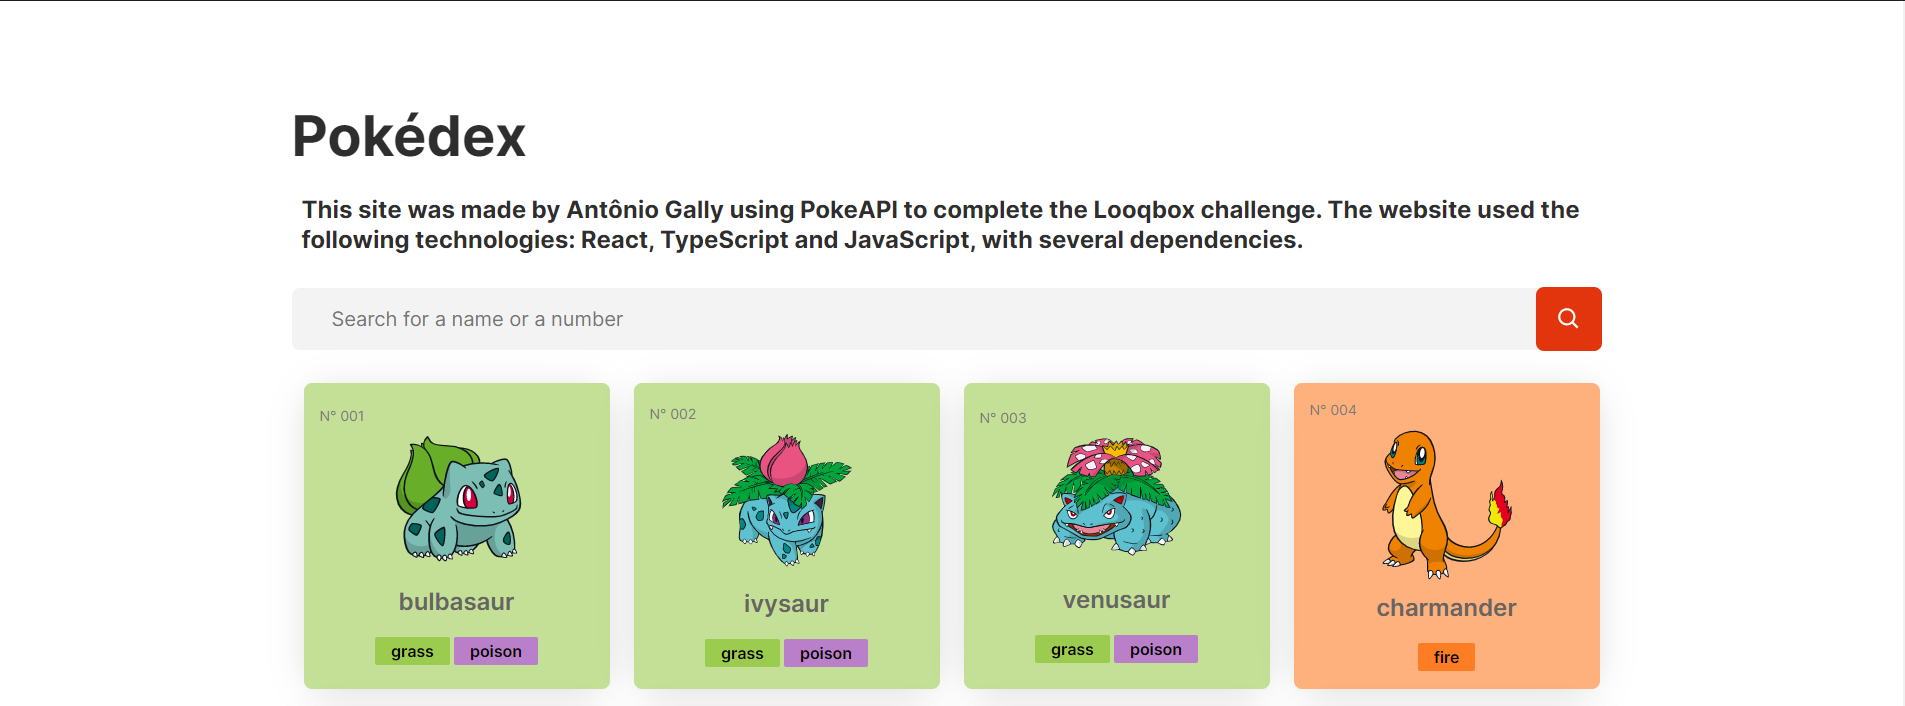 Pokédex
This site was made by Antônio Gally using PokeAPI to complete the Looqbox challenge. The website used the
following technologies: React, TypeScript and JavaScript, with several dependencies.
Search for a name or a number
N° 001
bulbasaur
grass poison
N° 002
ivysaur
grass poison
N° 003
venusaur
grass poison
N° 004
charmander
fire